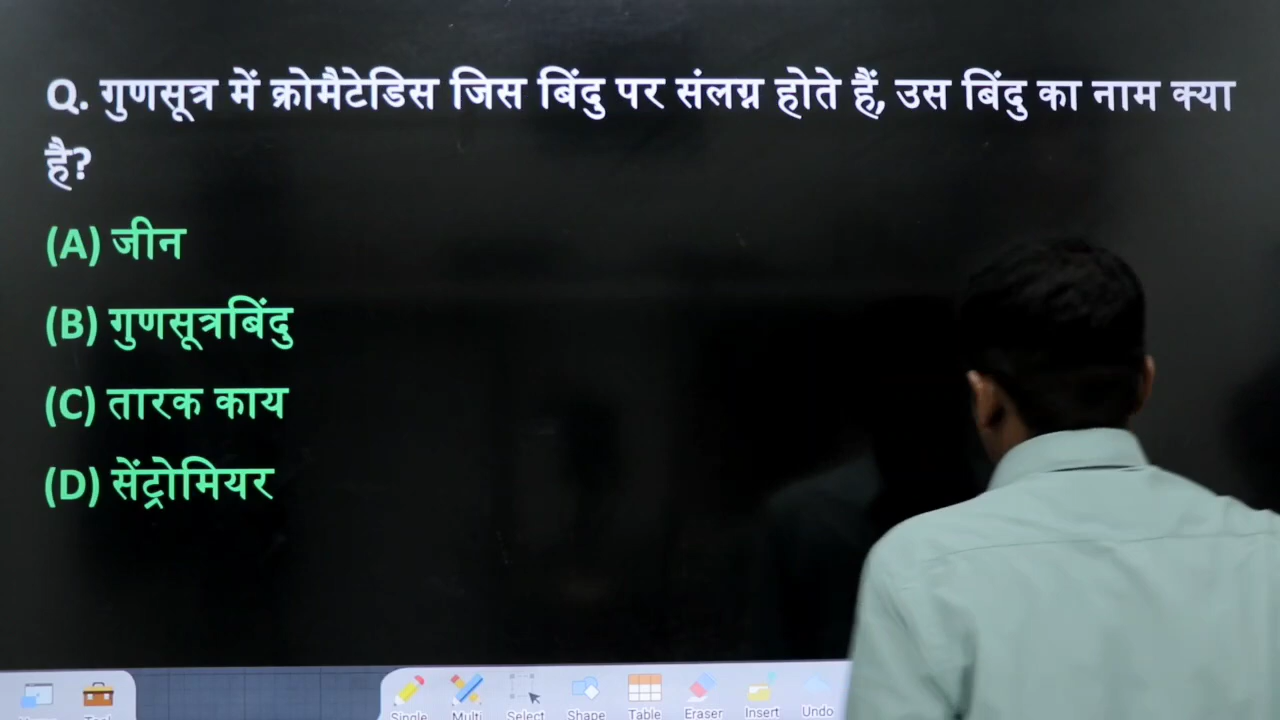 Q. गुणसूत्र में क्रोमैटेडिस जिस बिंदु पर संलग्न होते हैं, उस बिंदु का नाम क्या
है?
(A) जीन
(B) गुणसूत्रबिंदु
(C) तारक काय
(D) सेंट्रोमियर
Single Multi Select Shape Table Eraser Insert Undo